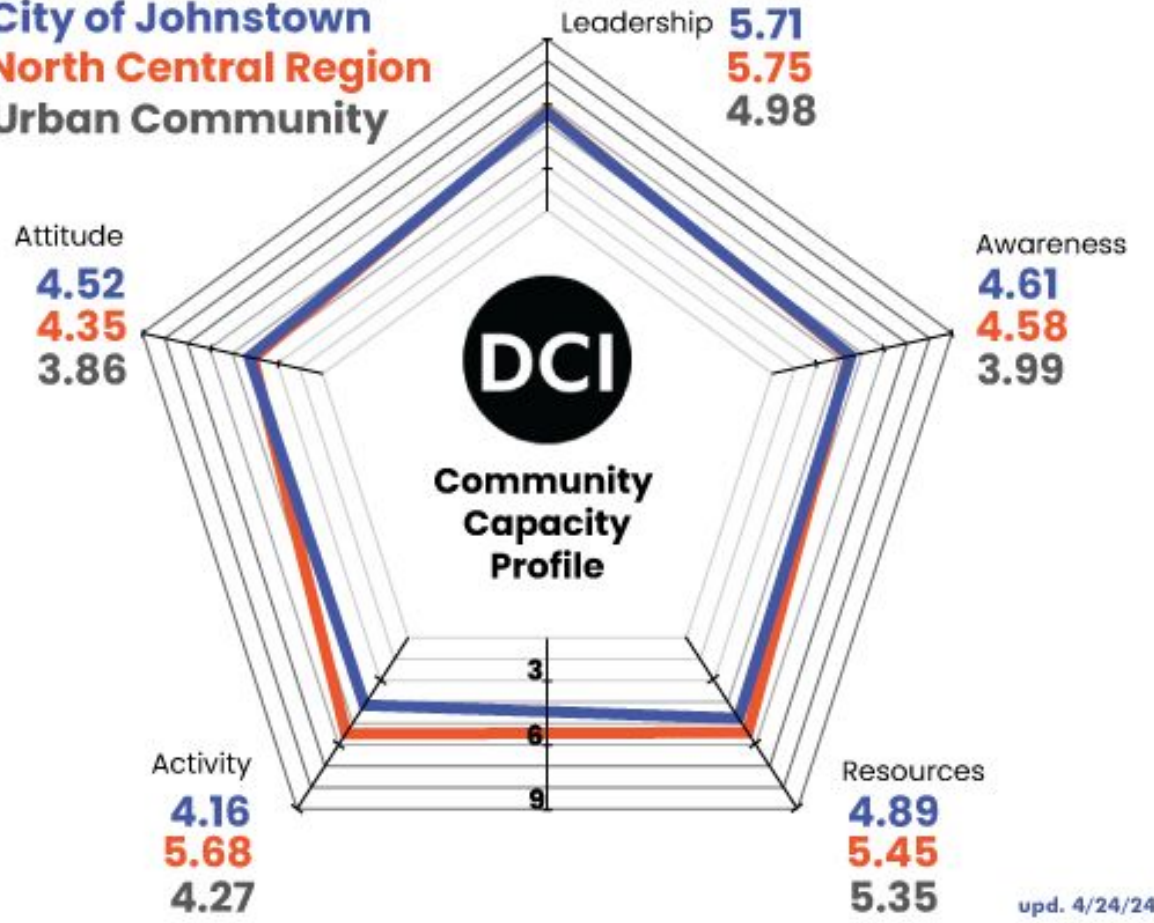 City of Johnstown
North Central Region
Urban Community
Leadership 5.71
5.75
4.98
Attitude
4.52
4.35
3.86
Awareness
4.61
4.58
3.99
DCI
Community
Capacity
Profile
3
6
9
Activity
4.16
5.68
4.27
Resources
4.89
5.45
5.35
upd. 4/24/24